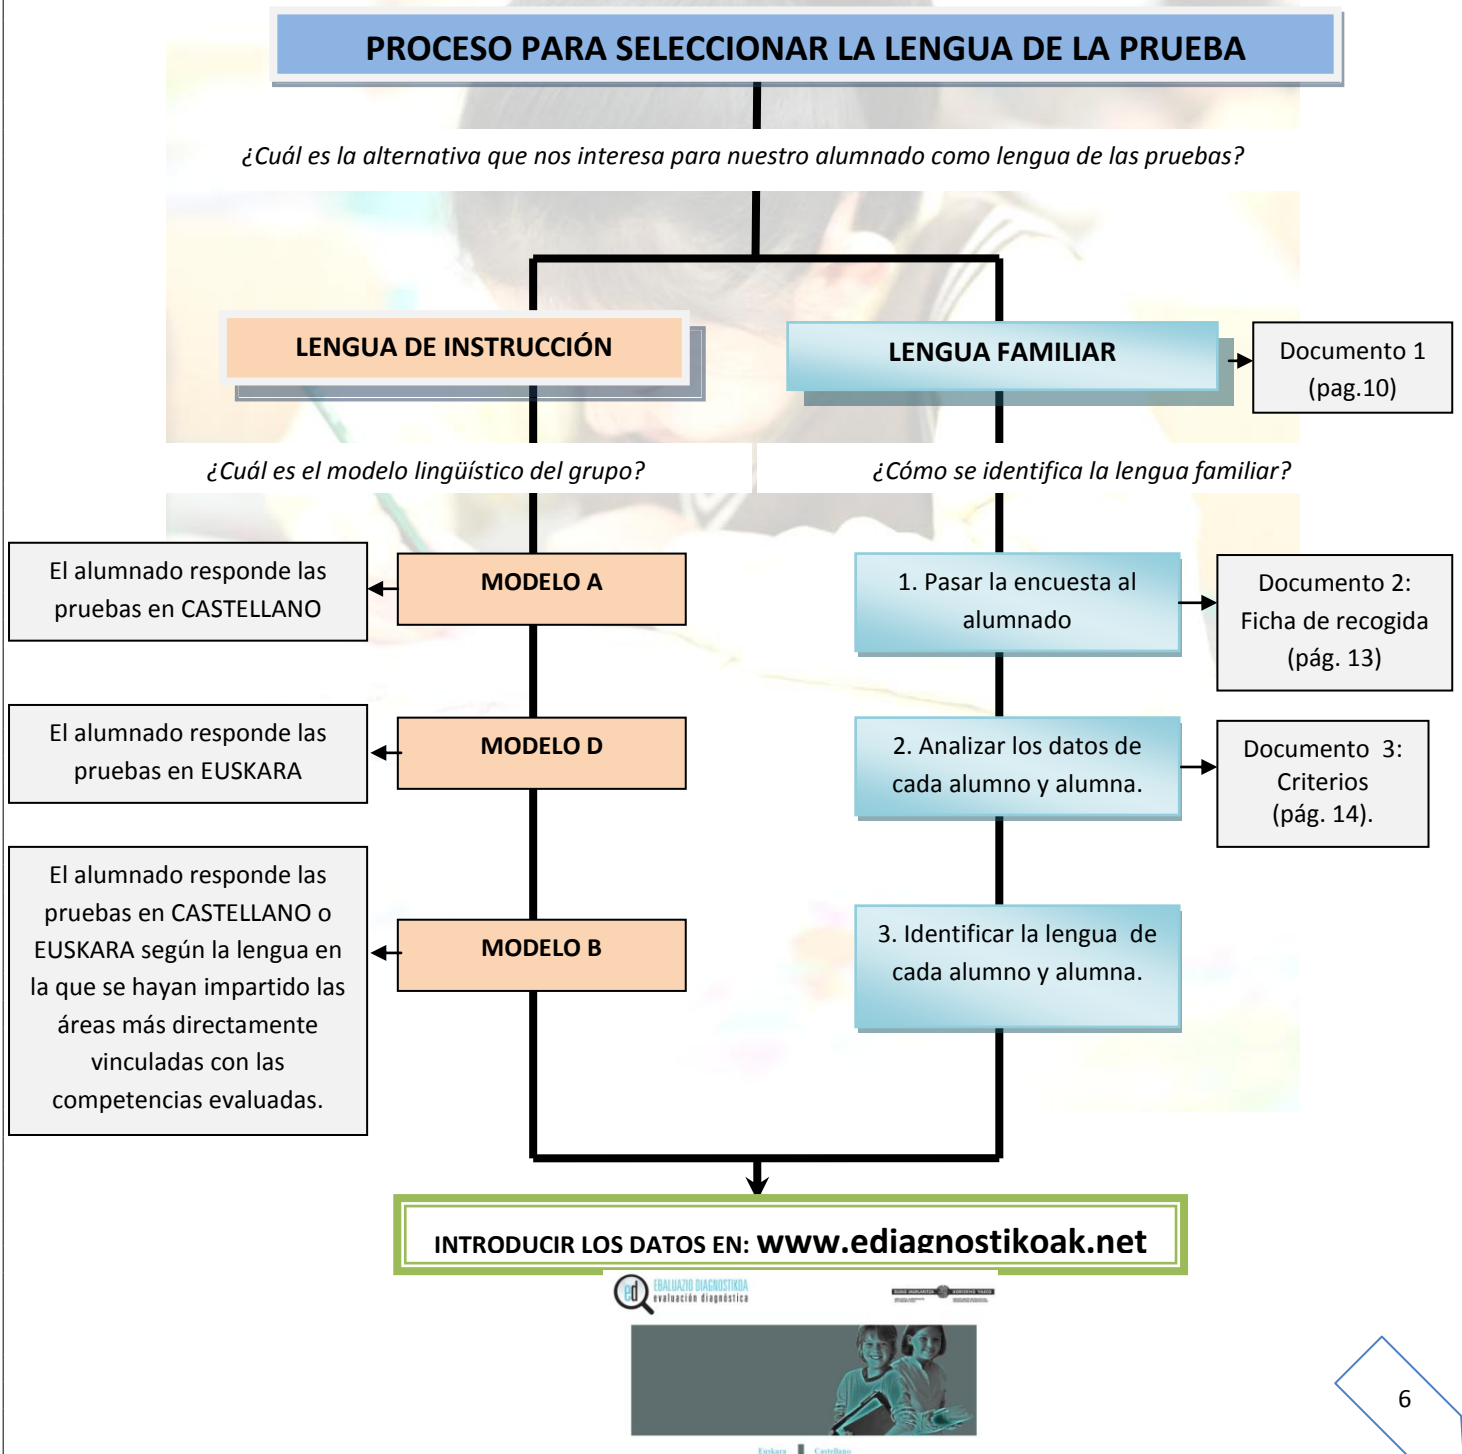 PROCESO PARA SELECCIONAR LA LENGUA DE LA PRUEBA
¿Cuál es la alternativa que nos interesa para nuestro alumnado como lengua de las pruebas?
LENGUA DE INSTRUCCIÓN
LENGUA FAMILIAR
Documento 1
(pag.10)
¿Cuál es el modelo lingüístico del grupo?
¿Cómo se identifica la lengua familiar?
El alumnado responde las
pruebas en CASTELLANO
MODELO A
1. Pasar la encuesta al
alumnado
Documento 2:
Ficha de recogida
(pág. 13)
El alumnado responde las
pruebas en EUSKARA
MODELO D
2. Analizar los datos de
cada alumno y alumna.
Documento  3:
Criterios
(pág. 14).
El alumnado responde las
pruebas en CASTELLANO o
EUSKARA según la lengua en
la que se hayan impartido las
áreas más directamente
vinculadas con las
competencias evaluadas.
MODELO B
3. Identificar la lengua  de
cada alumno y alumna.
INTRODUCIR LOS DATOS EN: www.ediagnostikoak.net
ed
EBALUAZIO DIAGNOSTIKOA
evaluación diagnóstica
EUSKO JAURLARITZA
GOBIERNO VASCO
Euskara
Castellano
6